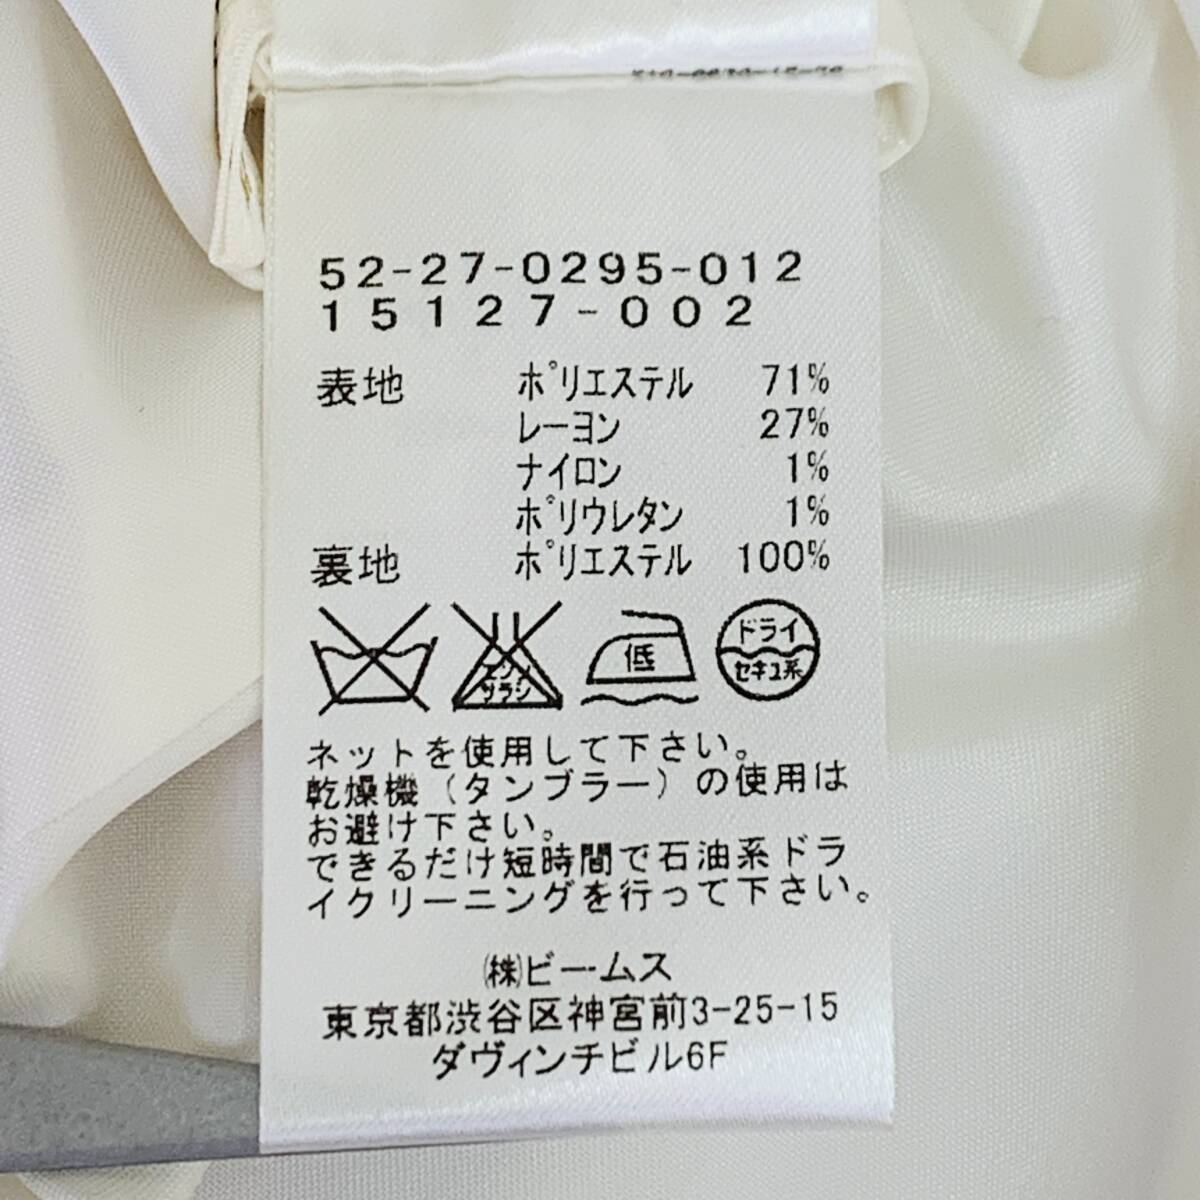 52-27-0295-012
15127-002
表地 ポリエステル 71%
レーヨン 27%
ナイロン 1%
ポリウレタン 1%
裏地 ポリエステル 100%
エンソ
サラシ
低
ドライ
セキユ系
ネットを使用して下さい。
乾燥機(タンブラー)の使用は
お避け下さい。
できるだけ短時間で石油系ドラ
イクリーニングを行って下さい。
㈱ビームス
東京都渋谷区神宮前3-25-15
ダヴィンチビル6F